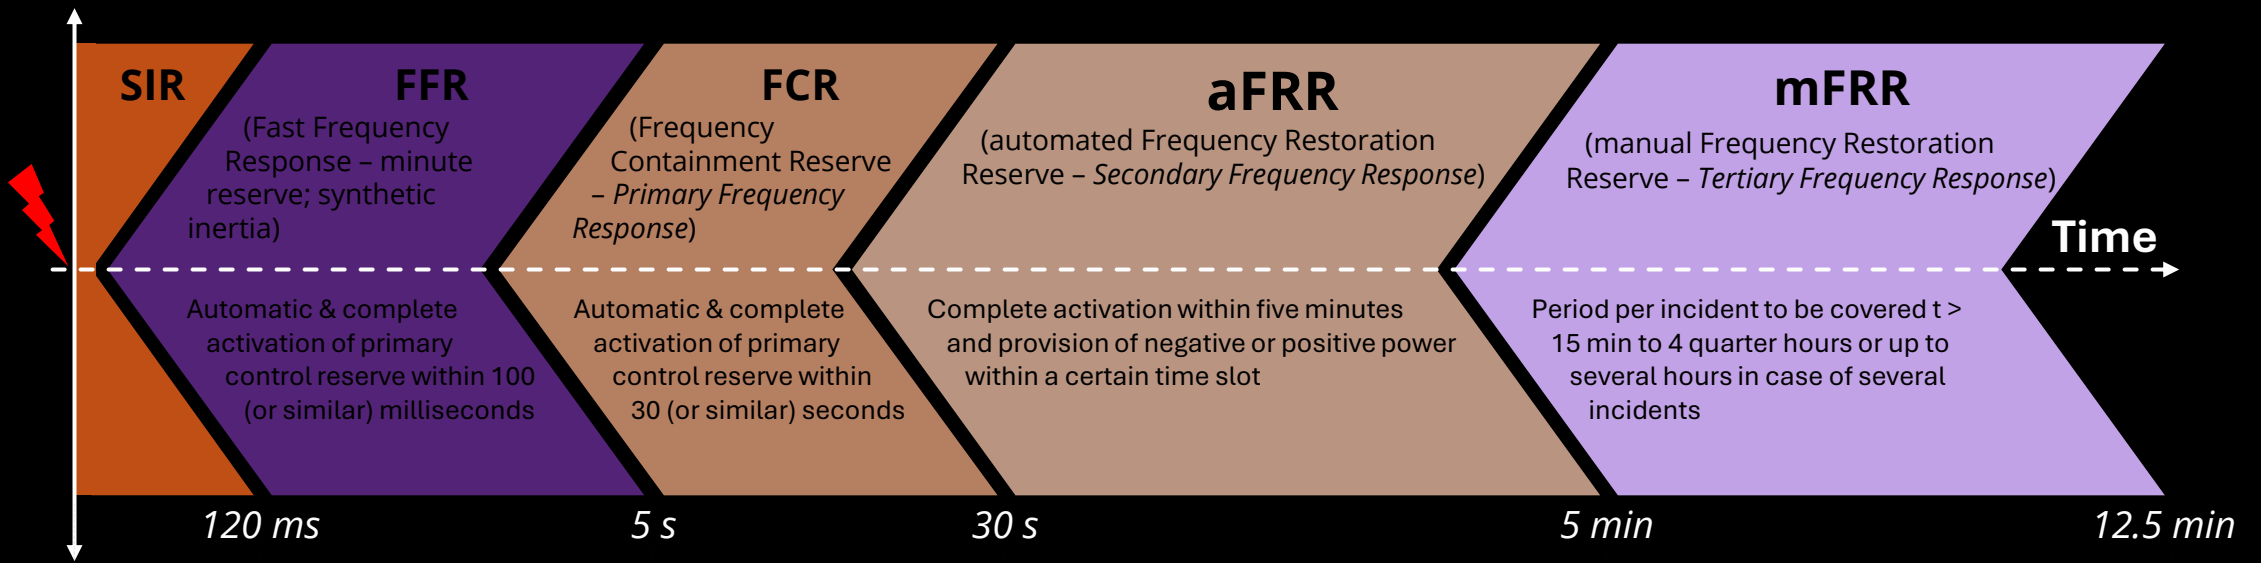 SIR
FFR
(Fast Frequency
Response – minute
reserve; synthetic
inertia)
Automatic & complete
activation of primary
control reserve within 100
(or similar) milliseconds
FCR
(Frequency
Containment Reserve
– Primary Frequency
Response)
Automatic & complete
activation of primary
control reserve within
30 (or similar) seconds
aFRR
(automated Frequency Restoration
Reserve – Secondary Frequency Response)
Complete activation within five minutes
and provision of negative or positive power
within a certain time slot
mFRR
(manual Frequency Restoration
Reserve – Tertiary Frequency Response)
Period per incident to be covered t >
15 min to 4 quarter hours or up to
several hours in case of several
incidents
Time
120 ms
5 s
30 s
5 min
12.5 min